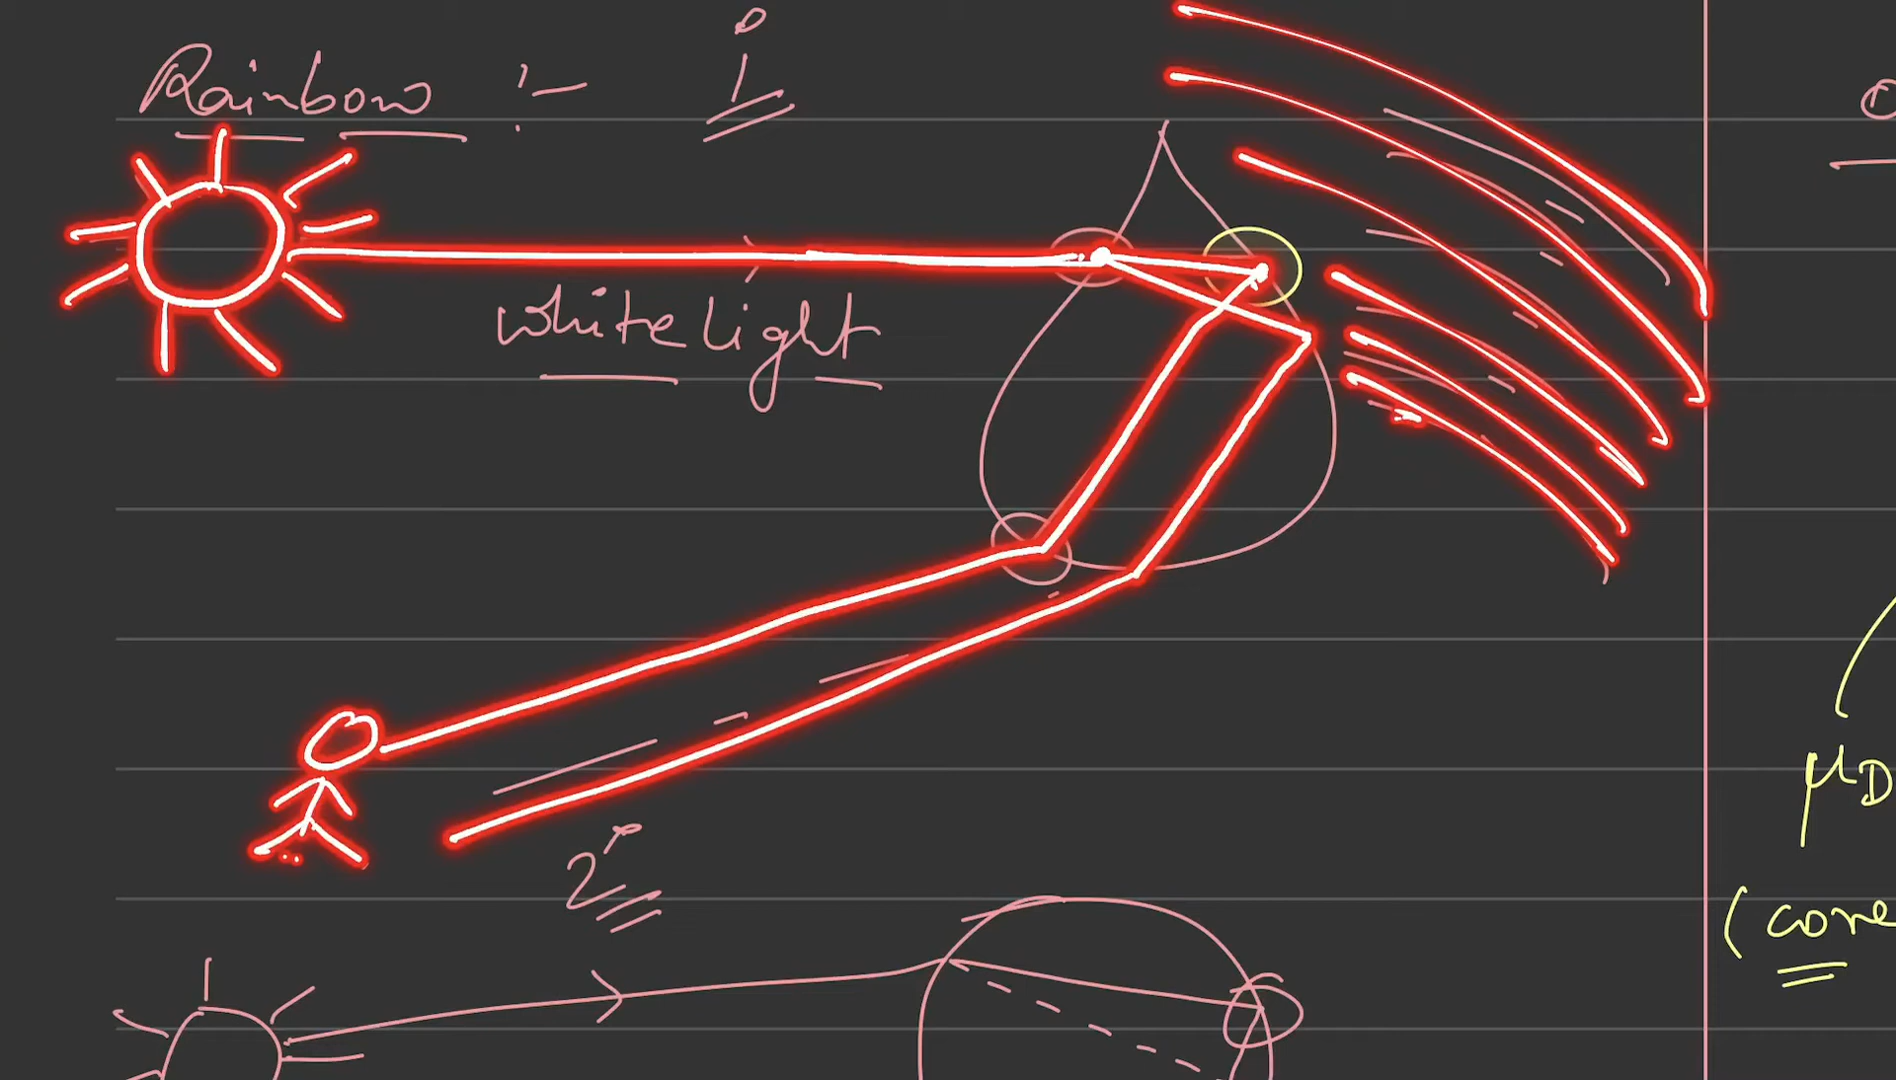 Rainbow :- 1°
white light
μD
2°
(cone